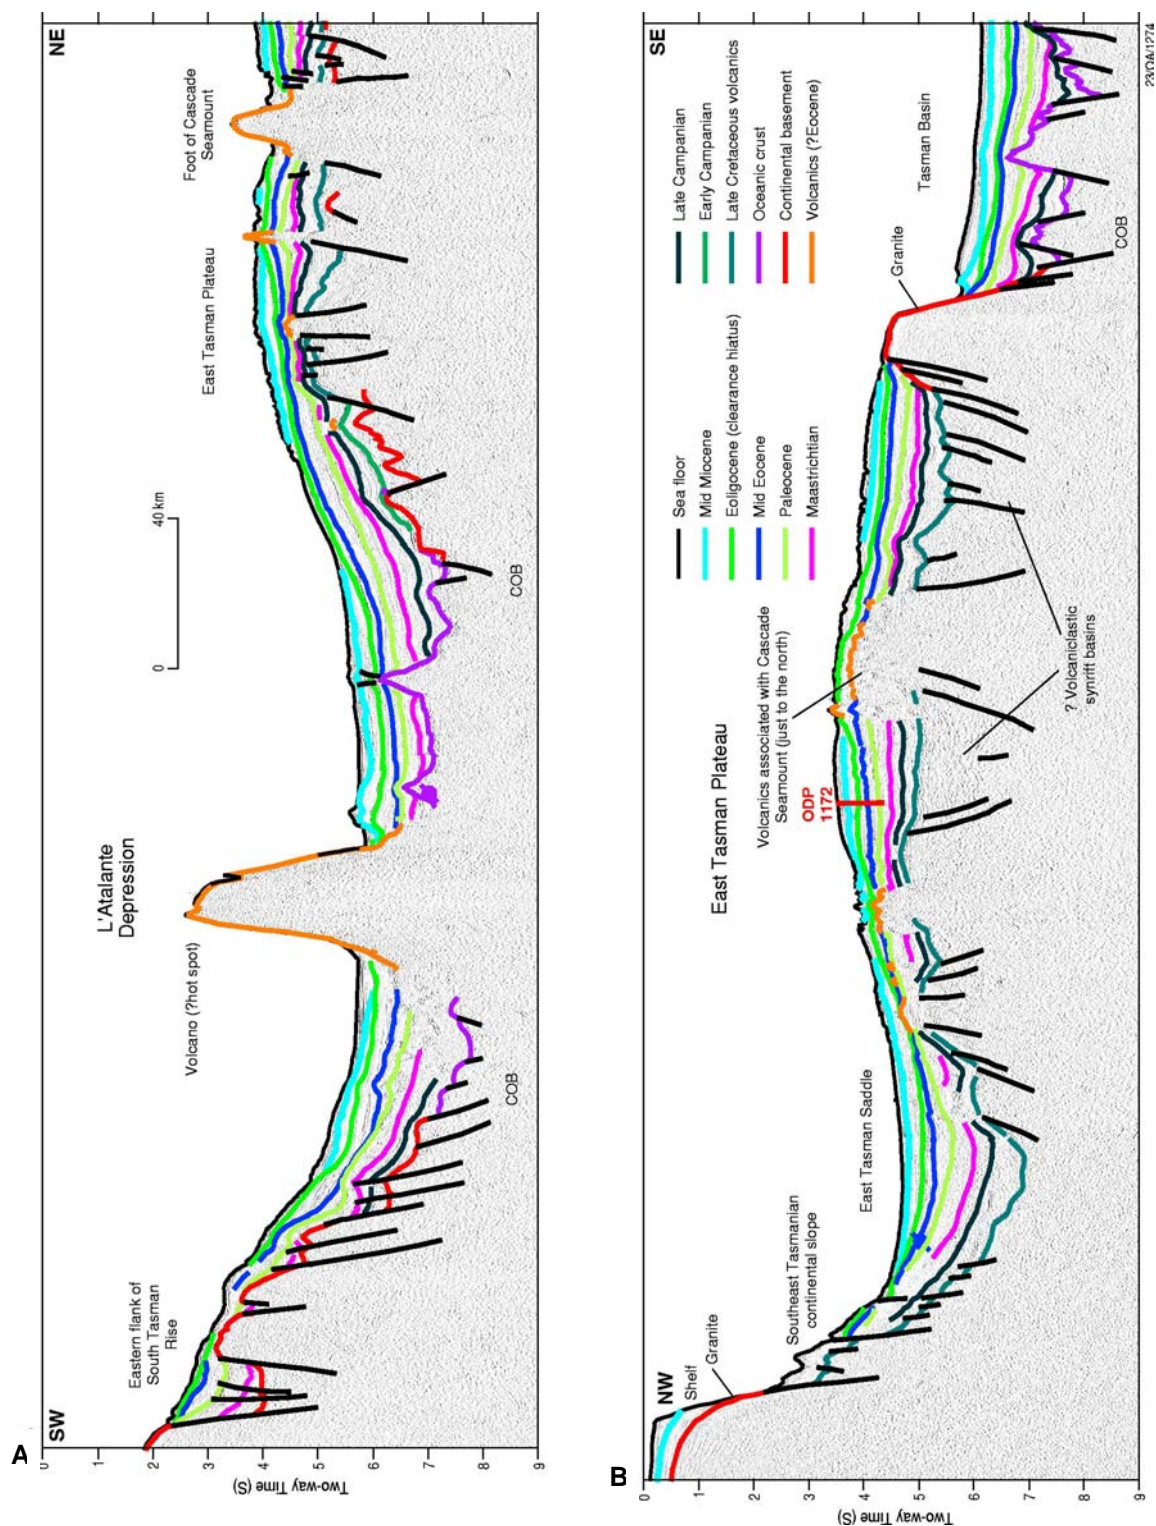 A
SW
NE
Eastern flank of
South Tasman
Rise
Volcano (?hot spot)
L'Atalante
Depression
0
40 km
East Tasman Plateau
Foot of Cascade
Seamount
COB
COB
0
1
2
3
4
5
6
7
8
9
Two-way Time (S)
B
NW
SE
Shelf
Granite
Southeast Tasmanian
continental slope
East Tasman Saddle
East Tasman Plateau
ODP
1172
Volcanics associated with Cascade
Seamount (just to the north)
? Volcaniclastic
synrift basins
Granite
Tasman Basin
COB
Sea floor
Mid Miocene
Eoligocene (clearance hiatus)
Mid Eocene
Paleocene
Maastrichtian
Late Campanian
Early Campanian
Late Cretaceous volcanics
Oceanic crust
Continental basement
Volcanics (?Eocene)
0
1
2
3
4
5
6
7
8
9
Two-way Time (S)
23/OA/1274